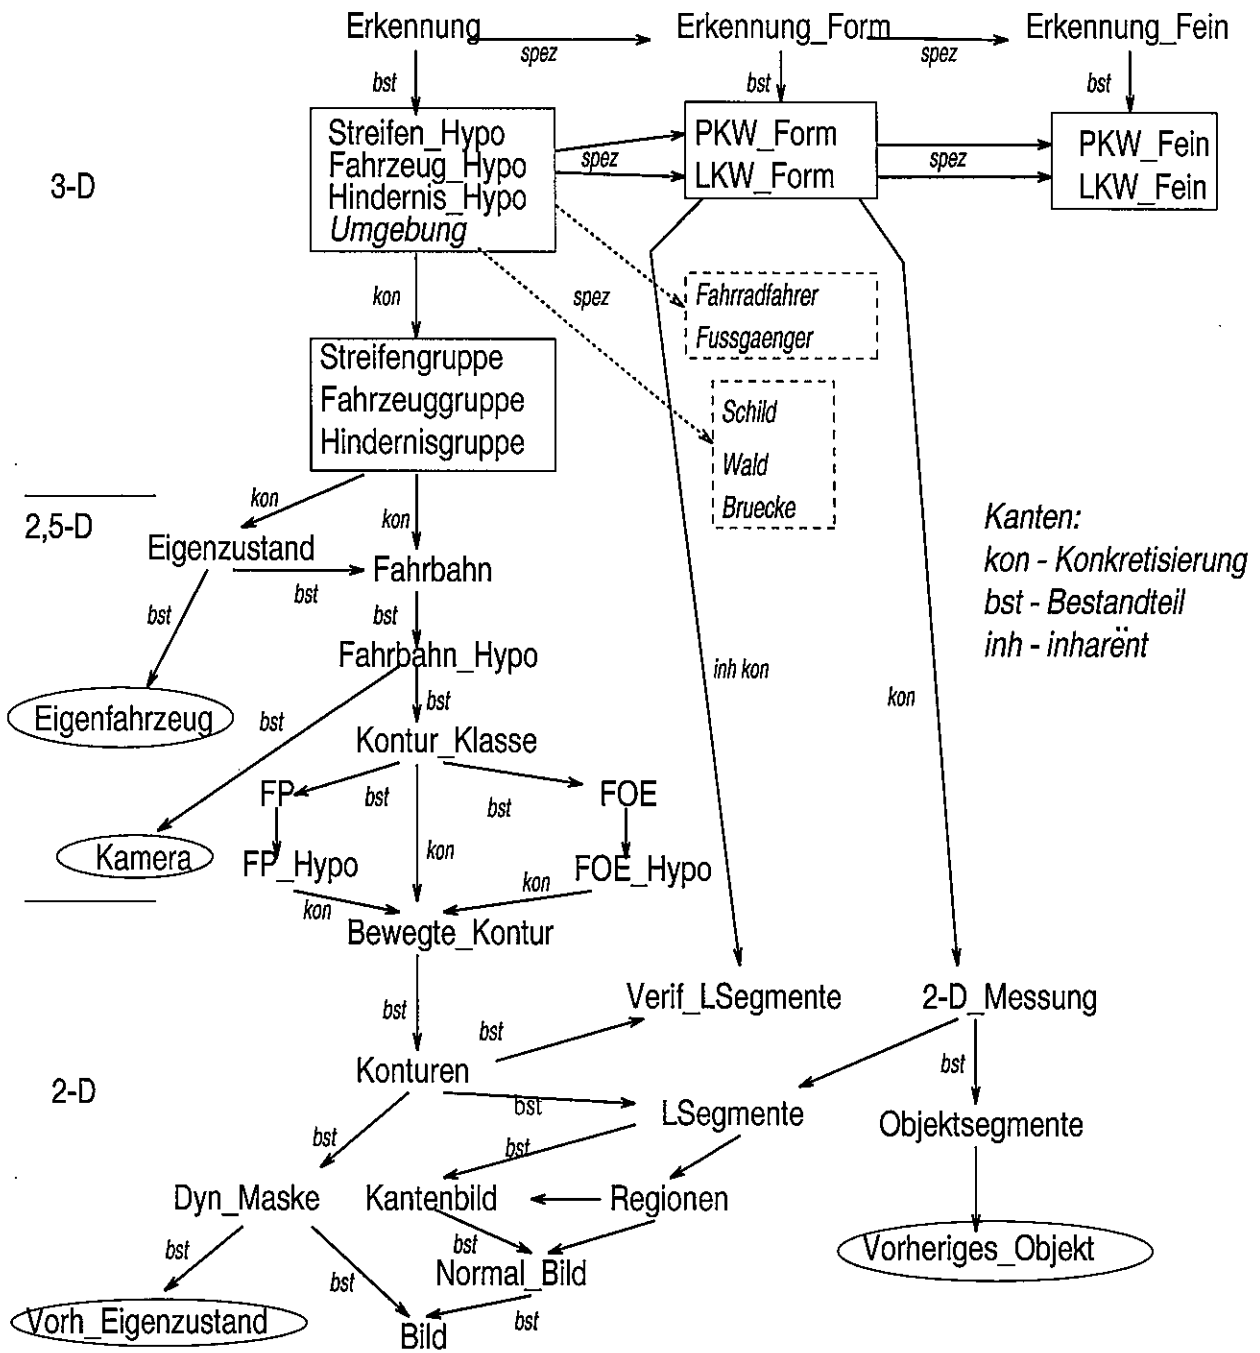 Erkennung
spez
Erkennung_Form
spez
Erkennung_Fein
bst
bst
bst
3-D
Streifen_Hypo
Fahrzeug_Hypo
Hindernis_Hypo
Umgebung
spez
PKW_Form
LKW_Form
spez
PKW_Fein
LKW_Fein
kon
spez
Fahrradfahrer
Fussgaenger
Streifengruppe
Fahrzeuggruppe
Hindernisgruppe
Schild
Wald
Bruecke
kon
kon
2,5-D
Eigenzustand
bst
Fahrbahn
Kanten:
kon - Konkretisierung
bst - Bestandteil
inh - inharënt
bst
bst
Fahrbahn_Hypo
inh kon
kon
Eigenfahrzeug
bst
bst
Kontur_Klasse
FP
bst
bst
FOE
Kamera
FP_Hypo
kon
FOE_Hypo
kon
kon
Bewegte_Kontur
bst
Verif_LSegmente
2-D_Messung
bst
Konturen
bst
2-D
bst
LSegmente
Objektsegmente
bst
bst
Dyn_Maske
Kantenbild
Regionen
bst
bst
Normal_Bild
Vorheriges_Objekt
bst
bst
Vorh_Eigenzustand
Bild